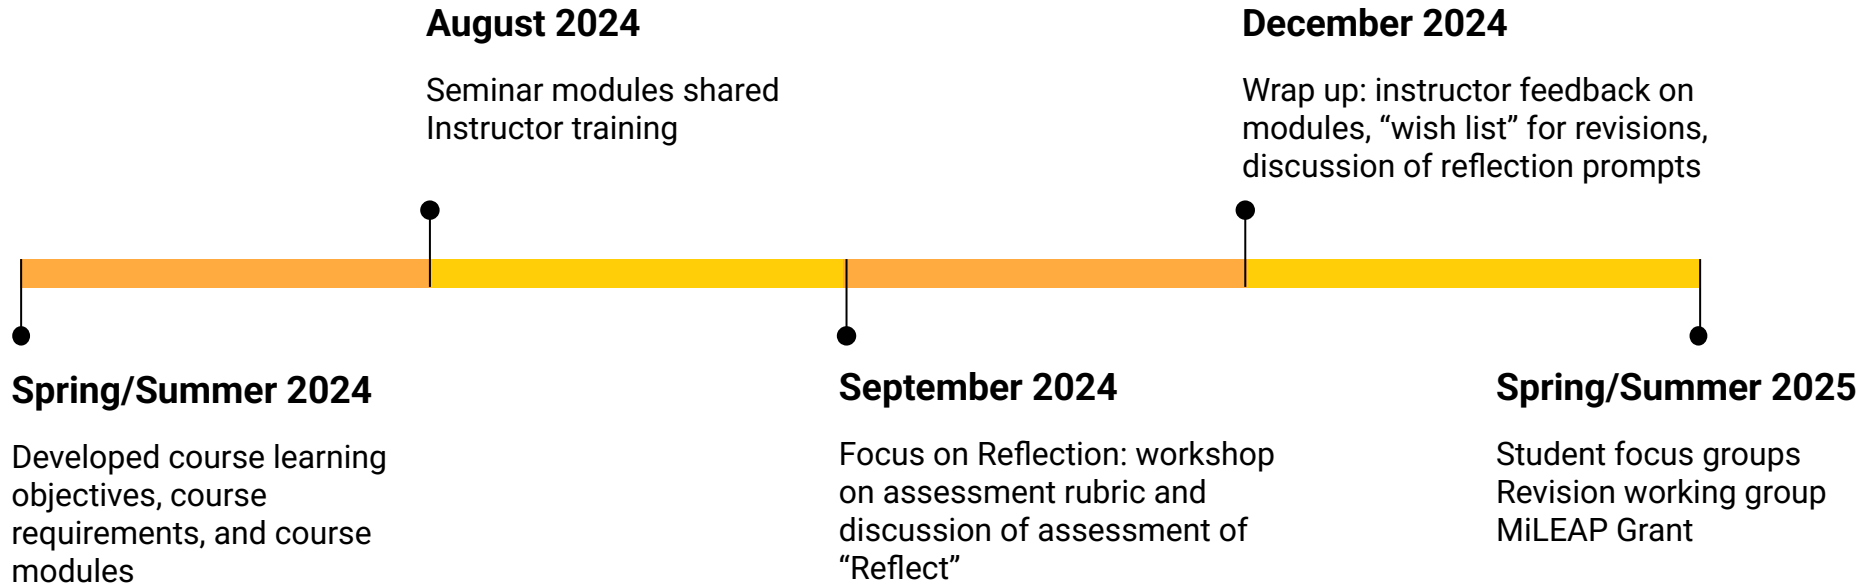 August 2024
Seminar modules shared
Instructor training
December 2024
Wrap up: instructor feedback on
modules, “wish list” for revisions,
discussion of reflection prompts
Spring/Summer 2024
Developed course learning
objectives, course
requirements, and course
modules
September 2024
Focus on Reflection: workshop
on assessment rubric and
discussion of assessment of
“Reflect”
Spring/Summer 2025
Student focus groups
Revision working group
MiLEAP Grant